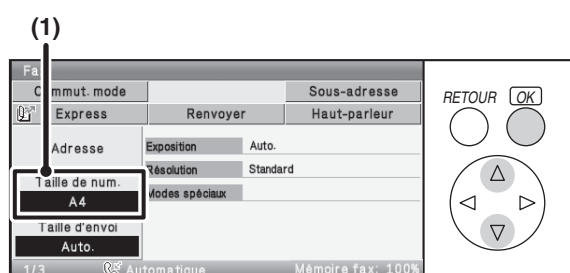 (1)
Commut. mode Sous-adresse
Express Renvoyer Haut-parleur
Adresse Exposition Auto.
Taille de num. Résolution Standard
A4 Modes spéciaux
Taille d'envoi
Auto.
1/3 Automatique Mémoire fax: 100%
RETOUR OK